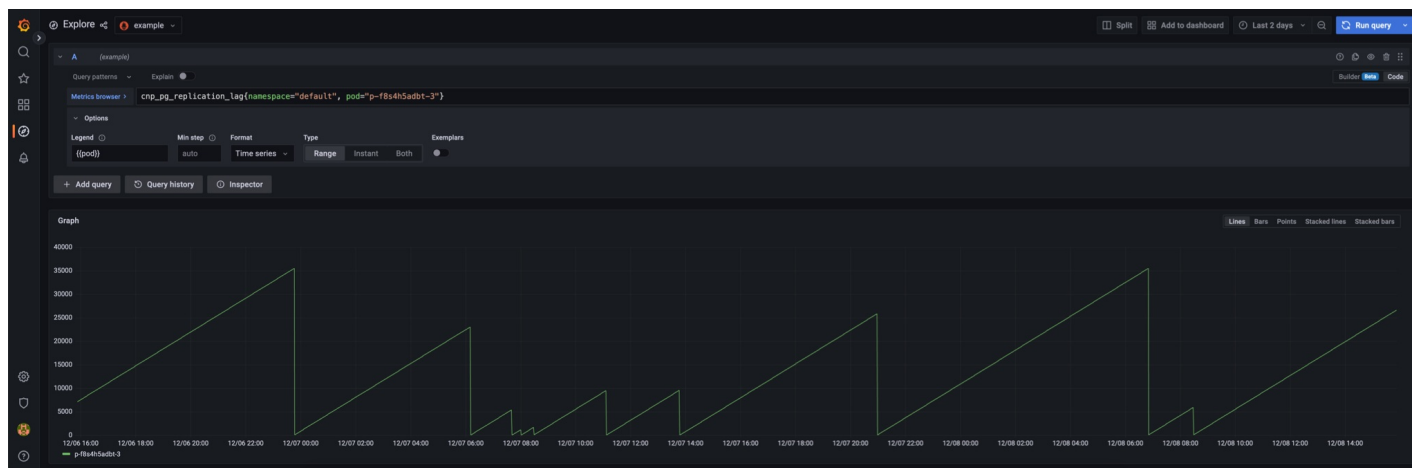 Explore example Split Add to dashboard Last 2 days Run query
A (example)
Query patterns Explain Builder Beta Code
Metrics browser > cnp_pg_replication_lag{namespace="default", pod="p-f8s4h5adbt-3"}
Options
Legend Min step Format Type Exemplars
{{pod}} auto Time series Range Instant Both
+ Add query Query history Inspector
Graph Lines Bars Points Stacked lines Stacked bars
40000
35000
30000
25000
20000
15000
10000
5000
0
12/06 16:00 12/06 18:00 12/06 20:00 12/06 22:00 12/07 00:00 12/07 02:00 12/07 04:00 12/07 06:00 12/07 08:00 12/07 10:00 12/07 12:00 12/07 14:00 12/07 16:00 12/07 18:00 12/07 20:00 12/07 22:00 12/08 00:00 12/08 02:00 12/08 04:00 12/08 06:00 12/08 08:00 12/08 10:00 12/08 12:00 12/08 14:00
p-f8s4h5adbt-3